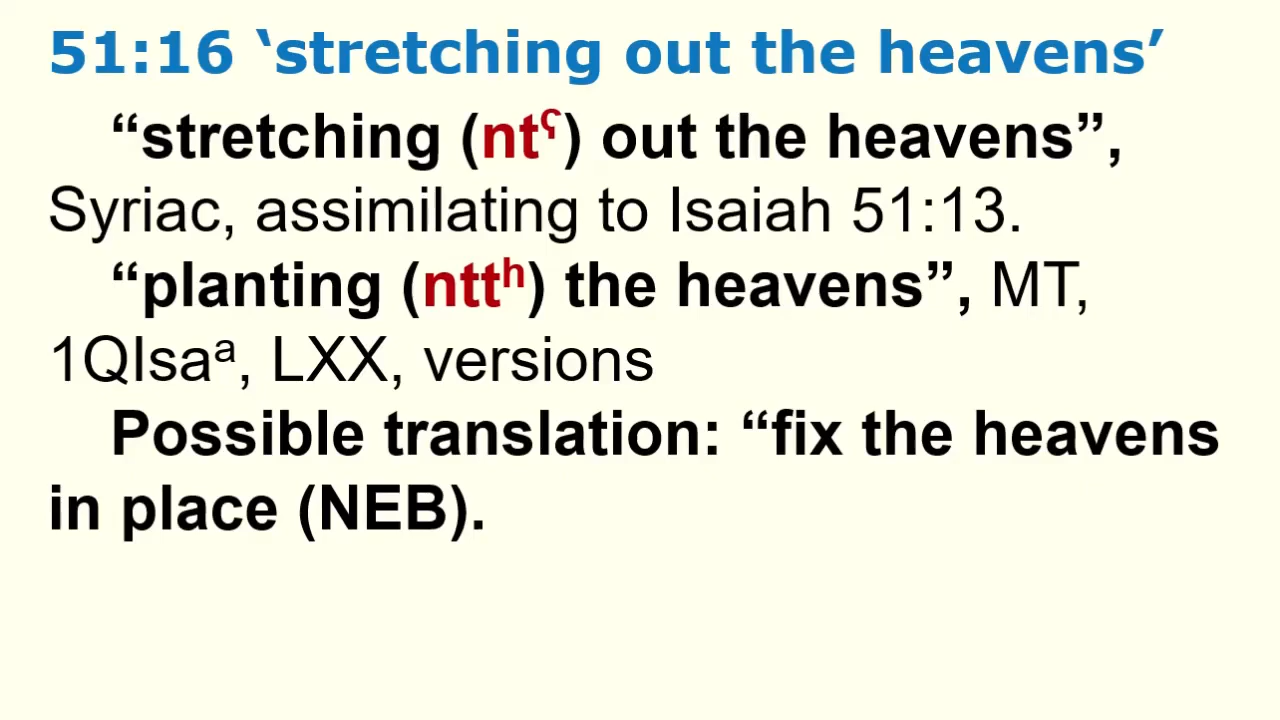 51:16 ‘stretching out the heavens’
“stretching (ntˤ) out the heavens”,
Syriac, assimilating to Isaiah 51:13.
“planting (nttʰ) the heavens”, MT,
1QIsaᵃ, LXX, versions
Possible translation: “fix the heavens
in place (NEB).